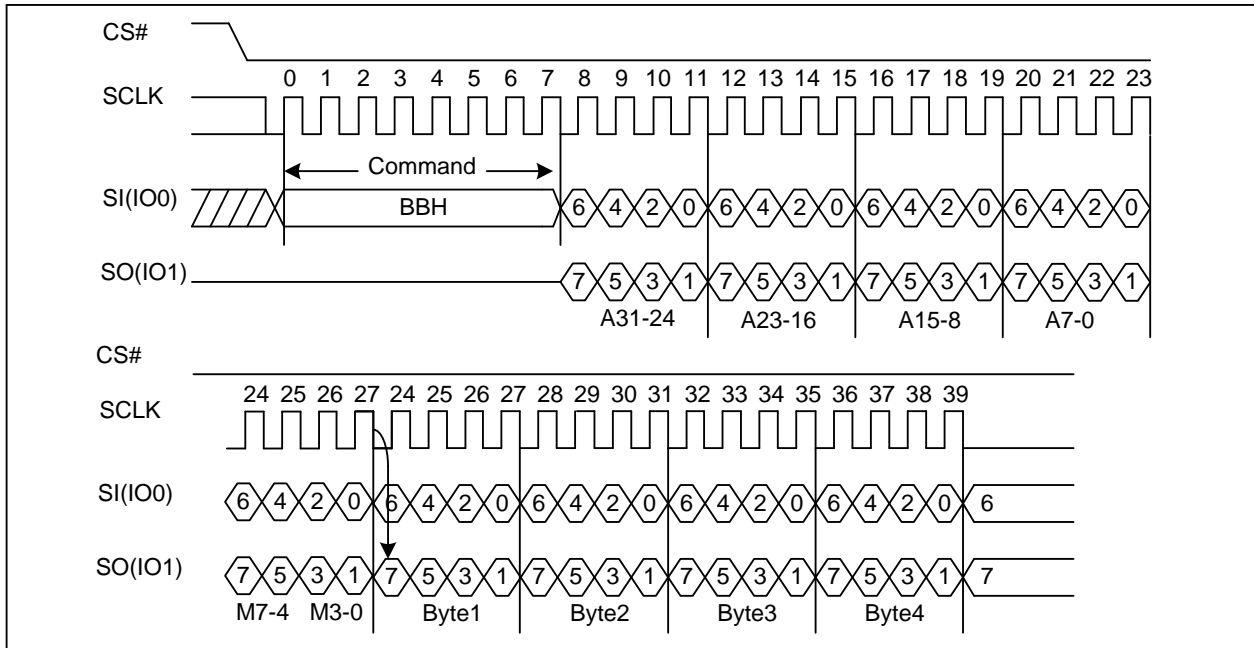 CS#
0 1 2 3 4 5 6 7 8 9 10 11 12 13 14 15 16 17 18 19 20 21 22 23
SCLK
Command
SI(IO0) BBH 6 4 2 0 6 4 2 0 6 4 2 0 6 4 2 0
SO(IO1) 7 5 3 1 7 5 3 1 7 5 3 1 7 5 3 1
A31-24 A23-16 A15-8 A7-0
CS#
24 25 26 27 24 25 26 27 28 29 30 31 32 33 34 35 36 37 38 39
SCLK
SI(IO0) 6 4 2 0 6 4 2 0 6 4 2 0 6 4 2 0 6 4 2 0 6
SO(IO1) 7 5 3 1 7 5 3 1 7 5 3 1 7 5 3 1 7 5 3 1 7
M7-4 M3-0 Byte1 Byte2 Byte3 Byte4